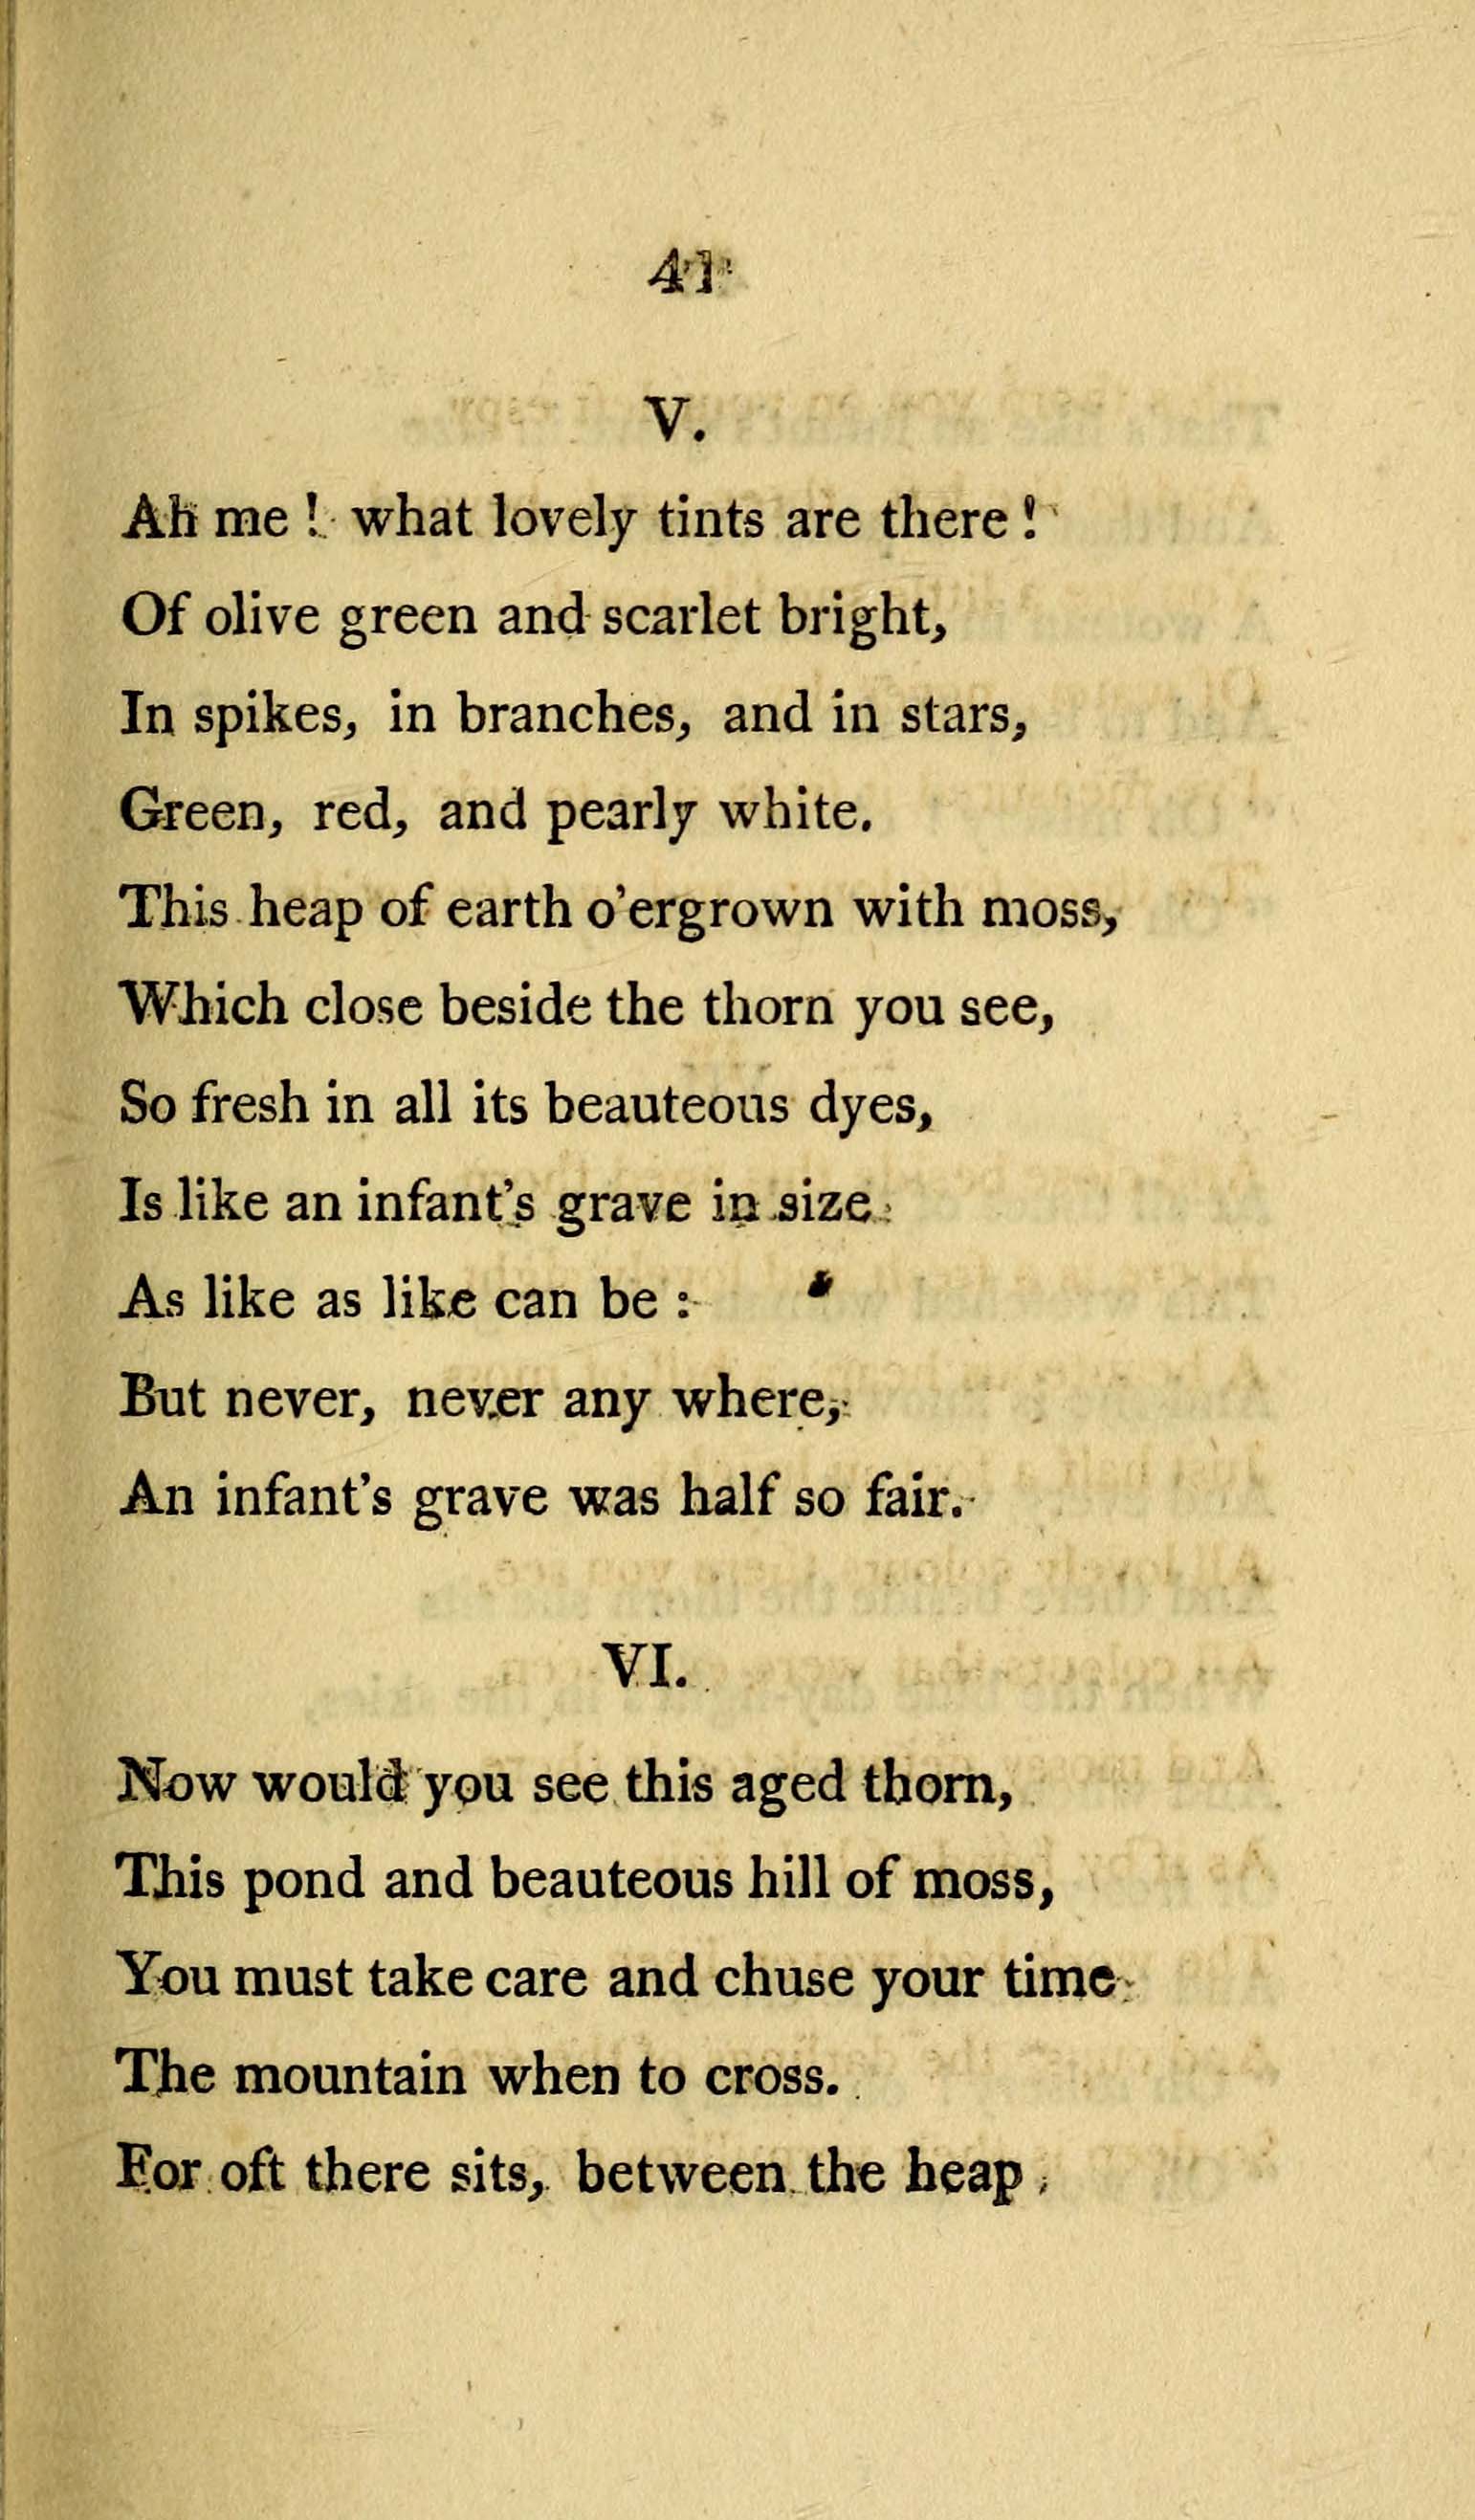 41
V.
Ah me ! what lovely tints are there !
Of olive green and scarlet bright,
In spikes, in branches, and in stars,
Green, red, and pearly white.
This heap of earth o'ergrown with moss,
Which close beside the thorn you see,
So fresh in all its beauteous dyes,
Is like an infant's grave in size
As like as like can be :
But never, never any where,
An infant's grave was half so fair.
VI.
Now would you see this aged thorn,
This pond and beauteous hill of moss,
You must take care and chuse your time
The mountain when to cross.
For oft there sits, between the heap